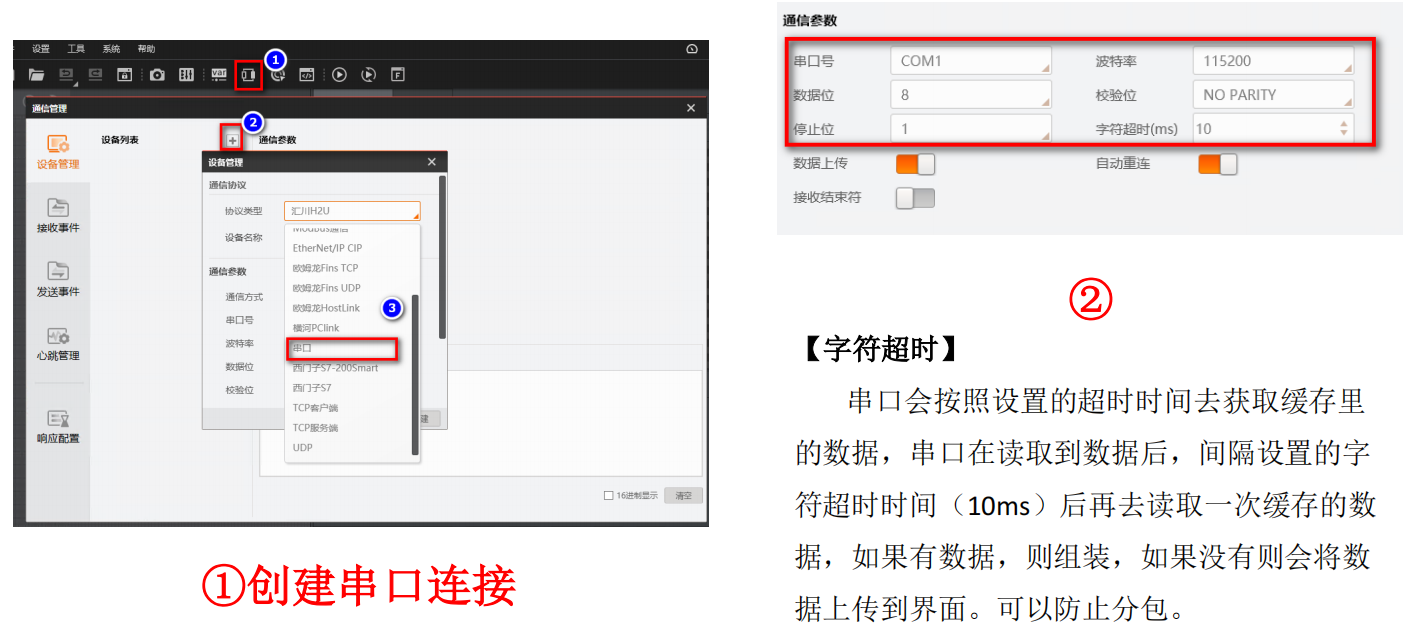 设置 工具 系统 帮助
1
通信管理
2
设备列表
通信参数
设备管理
接收事件
发送事件
心跳管理
响应配置
设备管理
通信协议
协议类型 汇川H2U
设备名称
Modbus通信
EtherNet/IP CIP
欧姆龙Fins TCP
欧姆龙Fins UDP
欧姆龙HostLink
3
横河PClink
串口
西门子S7-200Smart
西门子S7
TCP客户端
TCP服务端
UDP
通信参数
通信方式
串口号
波特率
数据位
校验位
建
16进制显示 清空
①创建串口连接
通信参数
串口号 COM1 波特率 115200
数据位 8 校验位 NO PARITY
停止位 1 字符超时(ms) 10
数据上传 自动重连
接收结束符
②
【字符超时】
串口会按照设置的超时时间去获取缓存里
的数据，串口在读取到数据后，间隔设置的字
符超时时间（10ms）后再去读取一次缓存的数
据，如果有数据，则组装，如果没有则会将数
据上传到界面。可以防止分包。